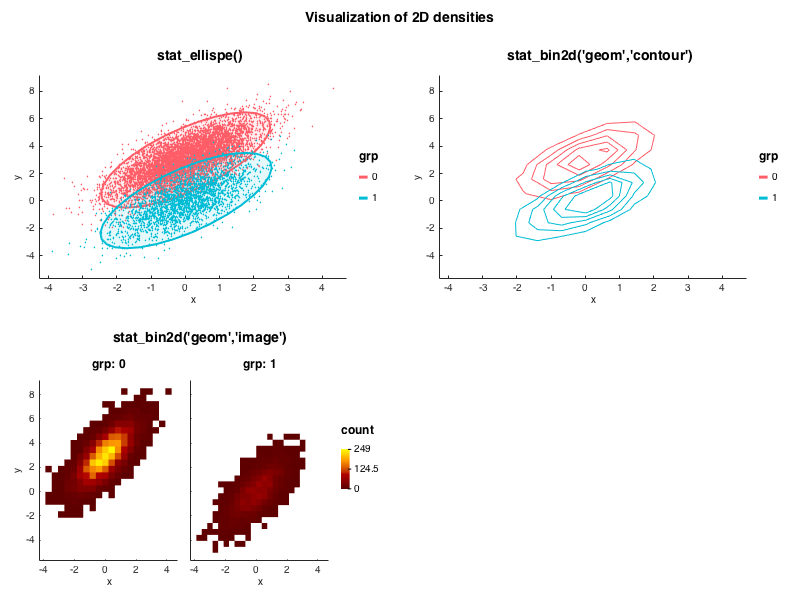 Visualization of 2D densities
stat_ellispe()
8
6
4
2
0
-2
-4
y
-4 -3 -2 -1 0 1 2 3 4
x
grp
0
1
stat_bin2d('geom','contour')
8
6
4
2
0
-2
-4
y
-4 -3 -2 -1 0 1 2 3 4
x
grp
0
1
stat_bin2d('geom','image')
grp: 0
8
6
4
2
0
-2
-4
y
-4 -2 0 2 4
x
grp: 1
-4 -2 0 2 4
x
count
249
124.5
0